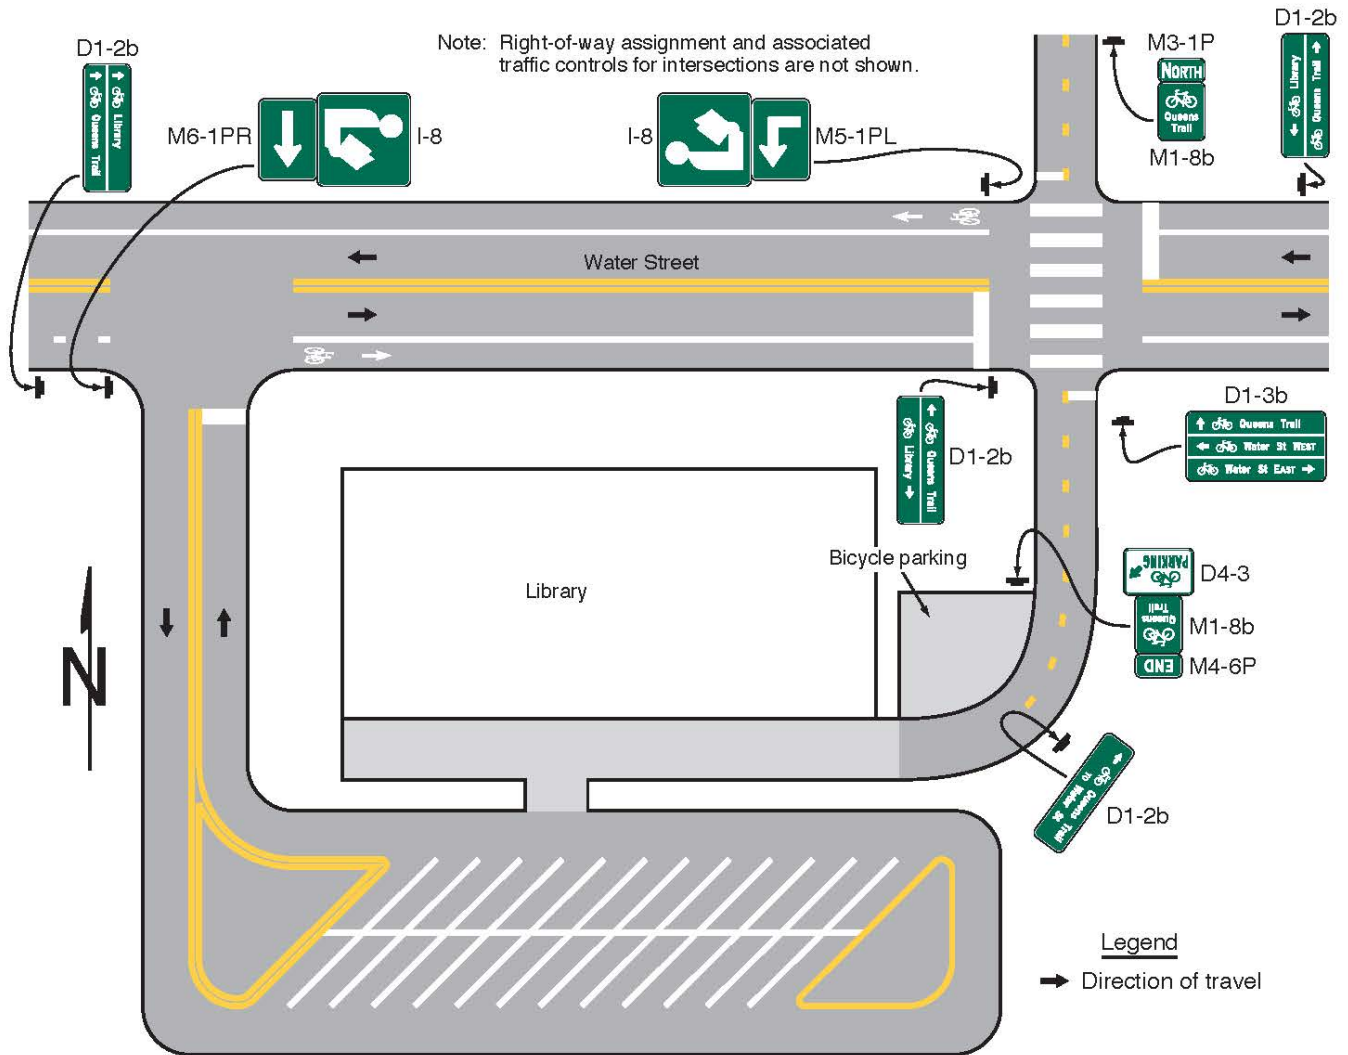 D1-2b
Library
Queens Trail
M6-1PR
I-8
Note: Right-of-way assignment and associated
traffic controls for intersections are not shown.
I-8
M5-1PL
M3-1P
NORTH
Queens
Trail
M1-8b
D1-2b
Library
Queens Trail
Water Street
D1-2b
Queens Trail
Library
D1-3b
Queens Trail
Water St WEST
Water St EAST
Bicycle parking
Library
PARKING
D4-3
Queens
Trail
M1-8b
END
M4-6P
Queens Trail
TO Water St
D1-2b
N
Legend
Direction of travel